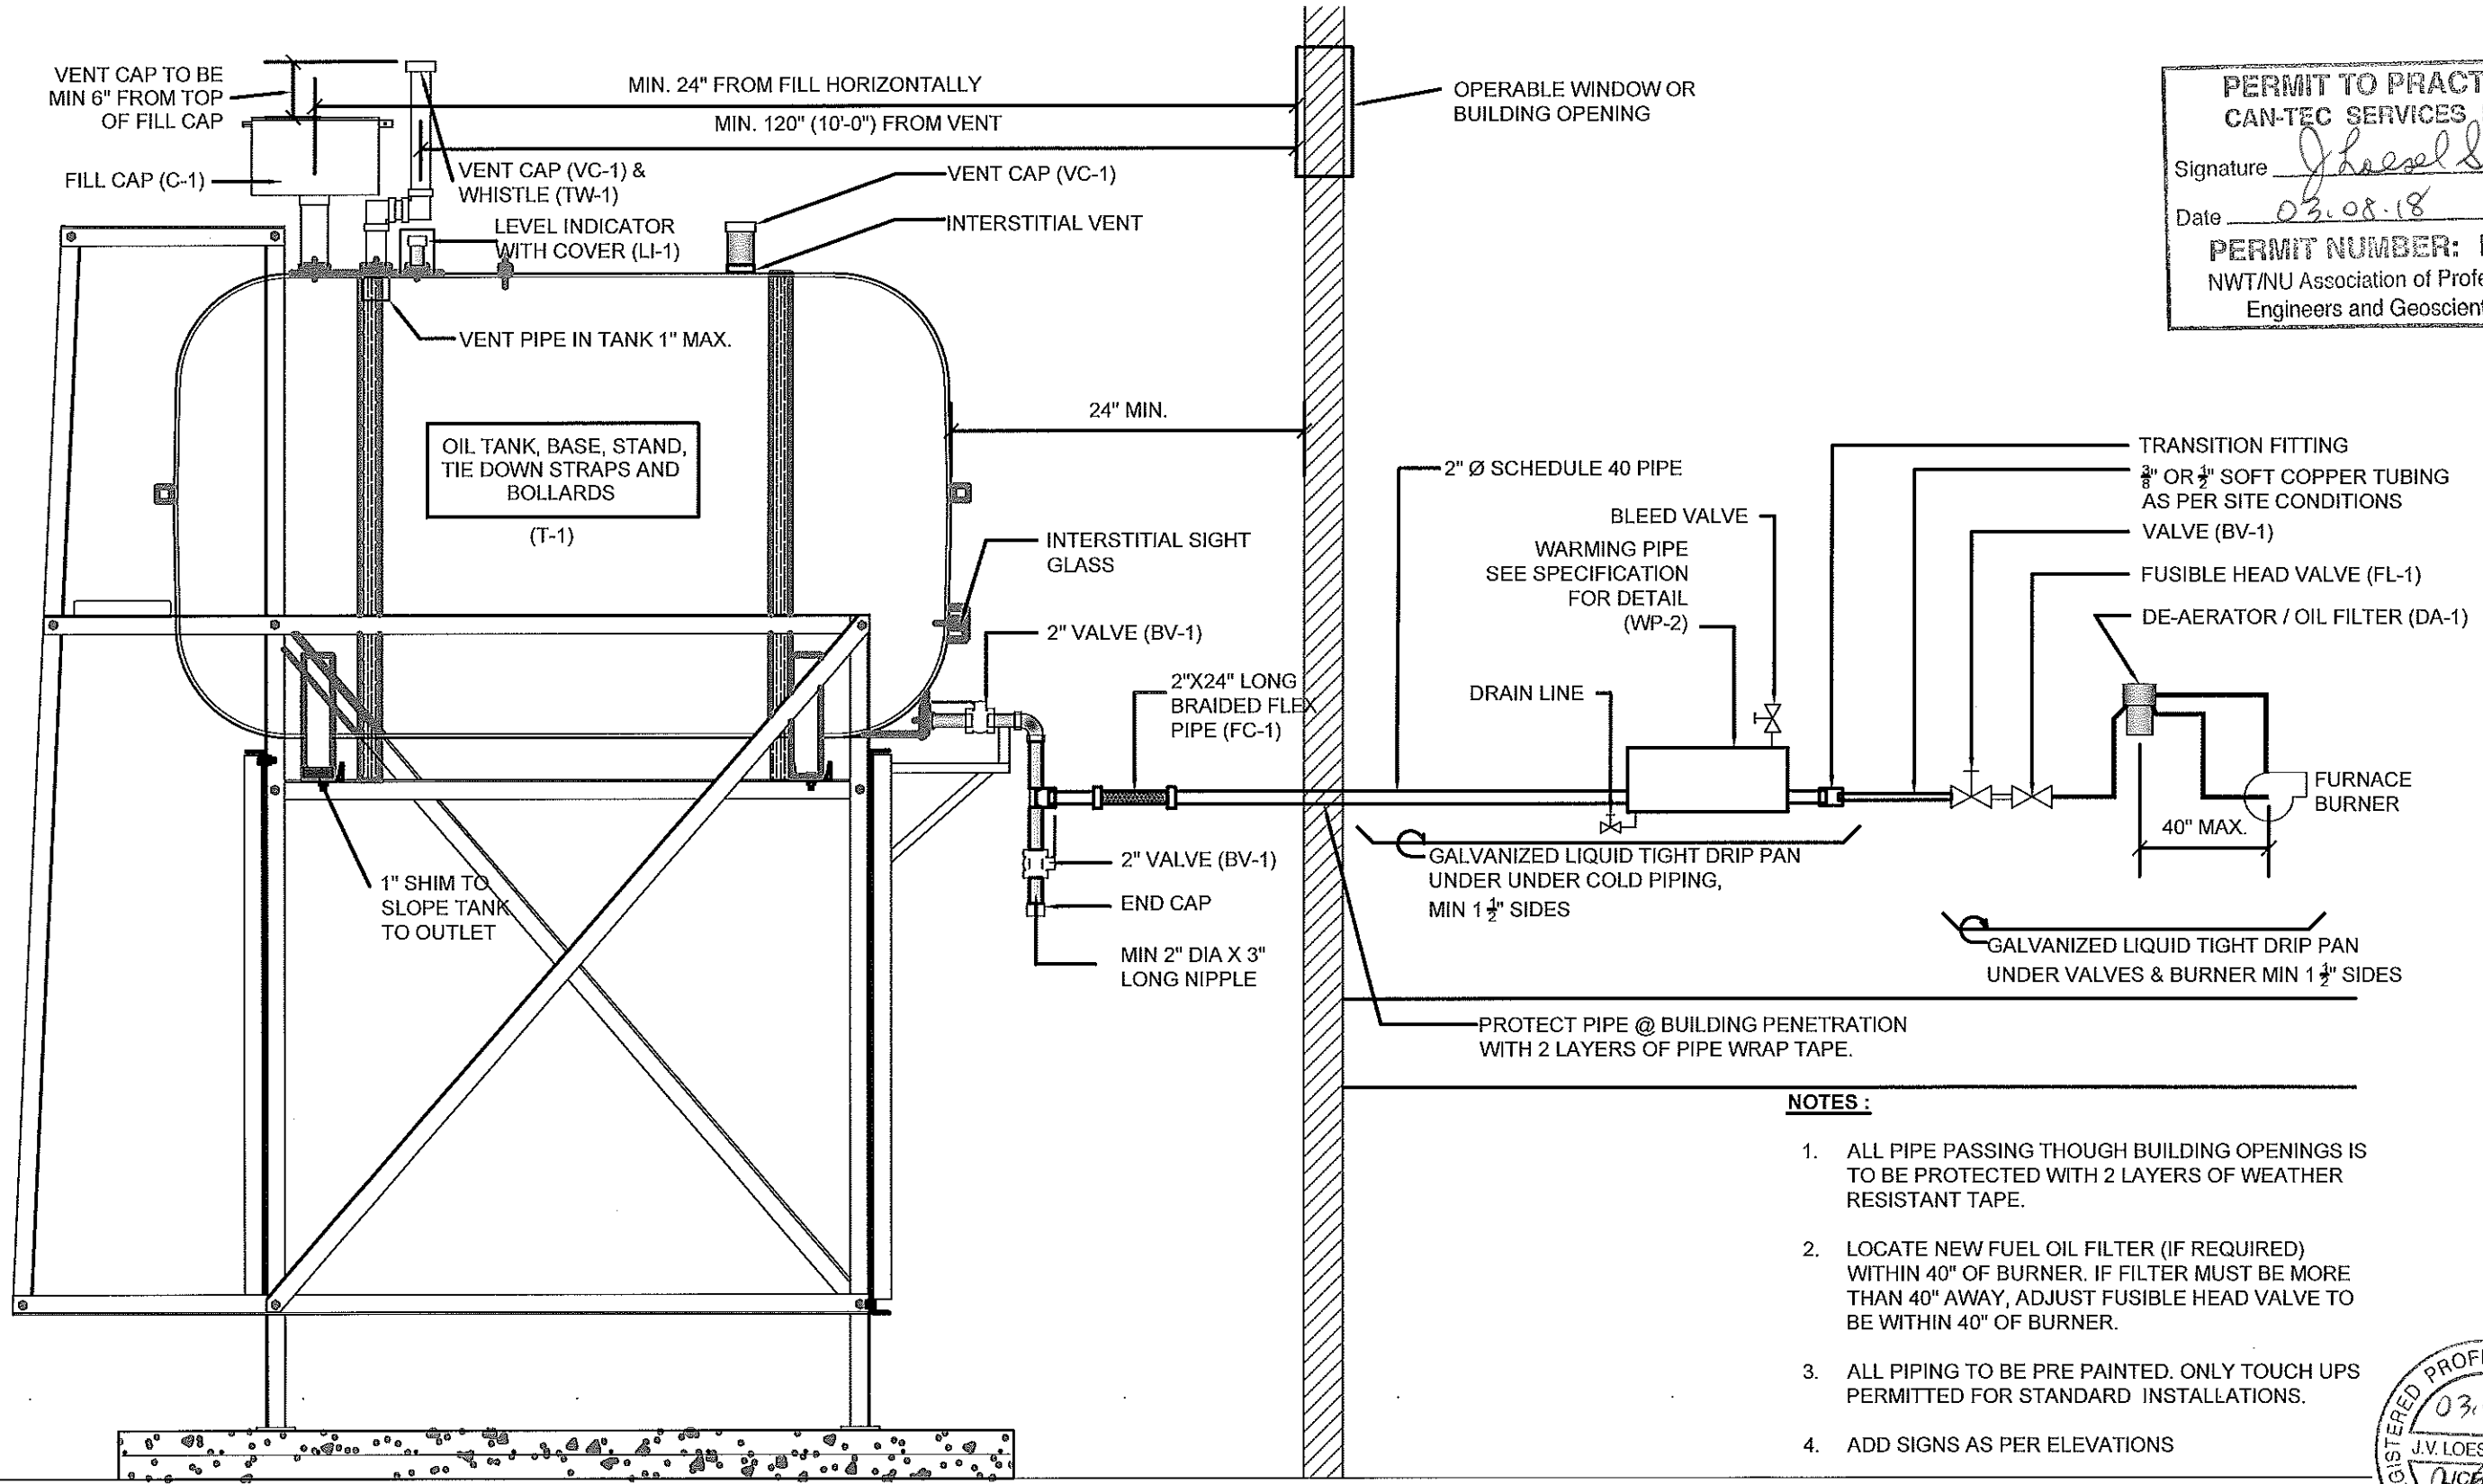 VENT CAP TO BE
MIN 6" FROM TOP
OF FILL CAP
FILL CAP (C-1)
MIN. 24" FROM FILL HORIZONTALLY
MIN. 120" (10'-0") FROM VENT
VENT CAP (VC-1) &
WHISTLE (TW-1)
LEVEL INDICATOR
WITH COVER (LI-1)
VENT CAP (VC-1)
INTERSTITIAL VENT
OPERABLE WINDOW OR
BUILDING OPENING
PERMIT TO PRACT
CAN-TEC SERVICES
Signature J Loesel
Date 03.08.18
PERMIT NUMBER:
NWT/NU Association of Profe
Engineers and Geoscient
VENT PIPE IN TANK 1" MAX.
OIL TANK, BASE, STAND,
TIE DOWN STRAPS AND
BOLLARDS
(T-1)
24" MIN.
INTERSTITIAL SIGHT
GLASS
2" VALVE (BV-1)
2"X24" LONG
BRAIDED FLEX
PIPE (FC-1)
2" Ø SCHEDULE 40 PIPE
BLEED VALVE
WARMING PIPE
SEE SPECIFICATION
FOR DETAIL
(WP-2)
DRAIN LINE
TRANSITION FITTING
3/8" OR 1/2" SOFT COPPER TUBING
AS PER SITE CONDITIONS
VALVE (BV-1)
FUSIBLE HEAD VALVE (FL-1)
DE-AERATOR / OIL FILTER (DA-1)
FURNACE
BURNER
40" MAX.
1" SHIM TO
SLOPE TANK
TO OUTLET
2" VALVE (BV-1)
END CAP
MIN 2" DIA X 3"
LONG NIPPLE
GALVANIZED LIQUID TIGHT DRIP PAN
UNDER UNDER COLD PIPING,
MIN 1 1/2" SIDES
GALVANIZED LIQUID TIGHT DRIP PAN
UNDER VALVES & BURNER MIN 1 1/2" SIDES
PROTECT PIPE @ BUILDING PENETRATION
WITH 2 LAYERS OF PIPE WRAP TAPE.
NOTES :
1. ALL PIPE PASSING THOUGH BUILDING OPENINGS IS
TO BE PROTECTED WITH 2 LAYERS OF WEATHER
RESISTANT TAPE.
2. LOCATE NEW FUEL OIL FILTER (IF REQUIRED)
WITHIN 40" OF BURNER. IF FILTER MUST BE MORE
THAN 40" AWAY, ADJUST FUSIBLE HEAD VALVE TO
BE WITHIN 40" OF BURNER.
3. ALL PIPING TO BE PRE PAINTED. ONLY TOUCH UPS
PERMITTED FOR STANDARD INSTALLATIONS.
4. ADD SIGNS AS PER ELEVATIONS
GISTERED PROF
03.
J.V. LOES
LICE